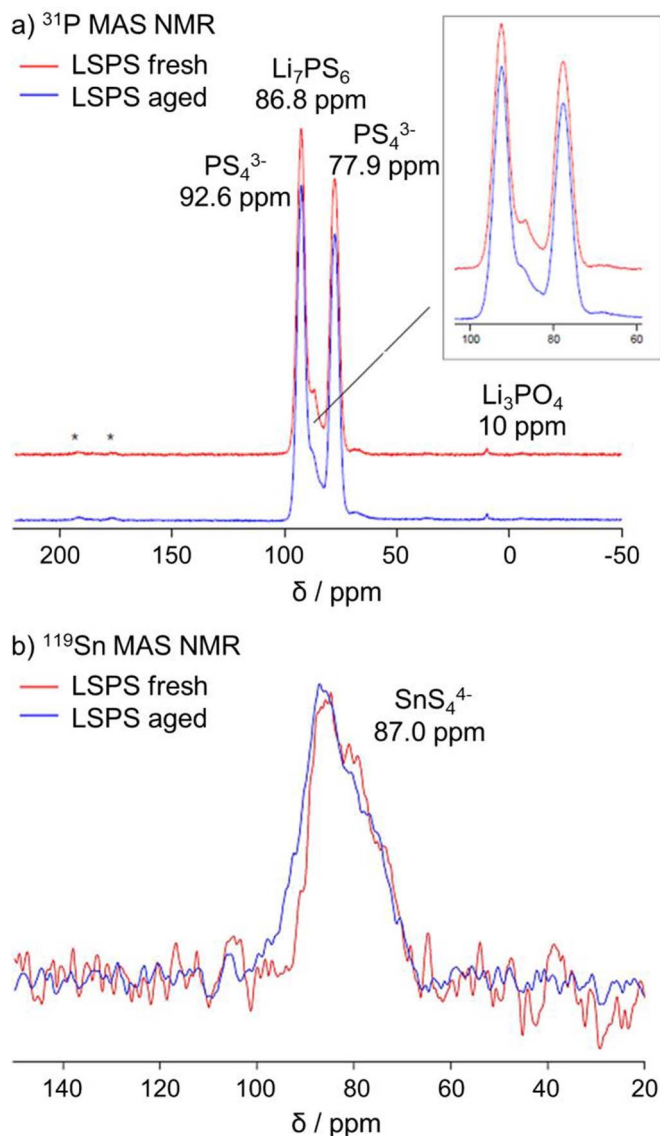 a) ³¹P MAS NMR
LSPS fresh
LSPS aged
Li₇PS₆
86.8 ppm
PS₄³⁻
92.6 ppm
PS₄³⁻
77.9 ppm
100 80 60
Li₃PO₄
10 ppm
* *
200 150 100 50 0 -50
δ / ppm
b) ¹¹⁹Sn MAS NMR
LSPS fresh
LSPS aged
SnS₄⁴⁻
87.0 ppm
140 120 100 80 60 40 20
δ / ppm